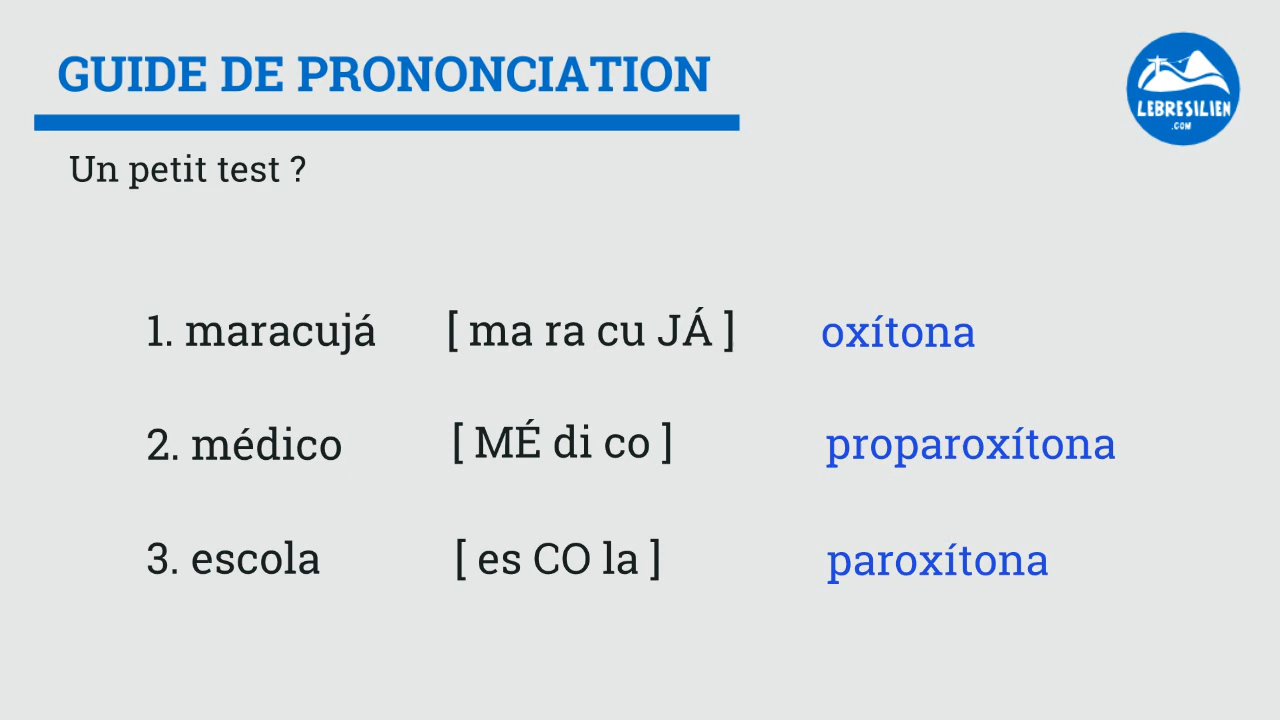 GUIDE DE PRONONCIATION
LEBRESILIEN
.COM
Un petit test ?
1. maracujá [ ma ra cu JÁ ] oxítona
2. médico [ MÉ di co ] proparoxítona
3. escola [ es CO la ] paroxítona